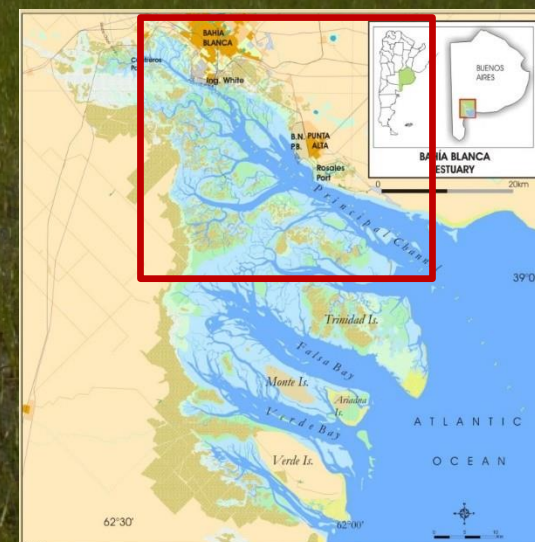 BAHÍA
BLANCA
Ing. White
B.N. PUNTA
P.B. ALTA
Rosales
Port
Principal Channel
BUENOS
AIRES
BAHÍA BLANCA
ESTUARY
0 20km
39°0
Trinidad Is.
Falsa Bay
Monte Is.
Ariadna
Is.
Verde Bay
Verde Is.
ATLANTIC
OCEAN
62°30'
62°00'